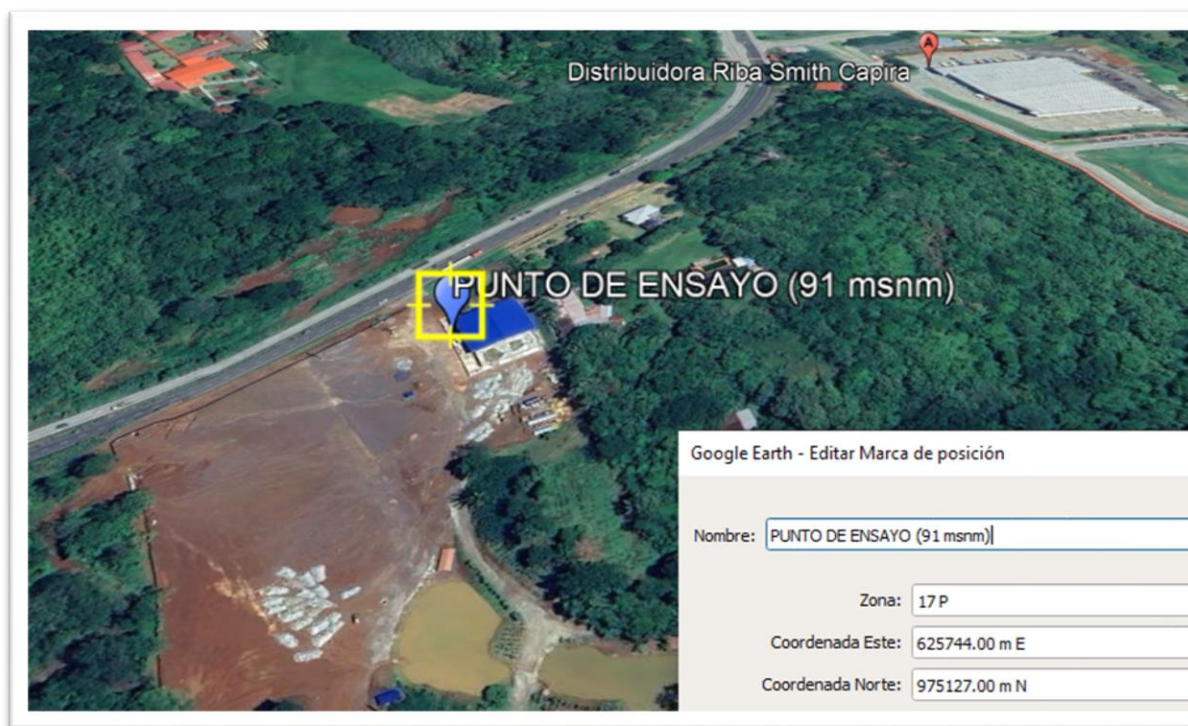 A
Distribuidora Riba Smith Capira
PUNTO DE ENSAYO (91 msnm)
Google Earth - Editar Marca de posición
Nombre: PUNTO DE ENSAYO (91 msnm)
Zona: 17 P
Coordenada Este: 625744.00 m E
Coordenada Norte: 975127.00 m N